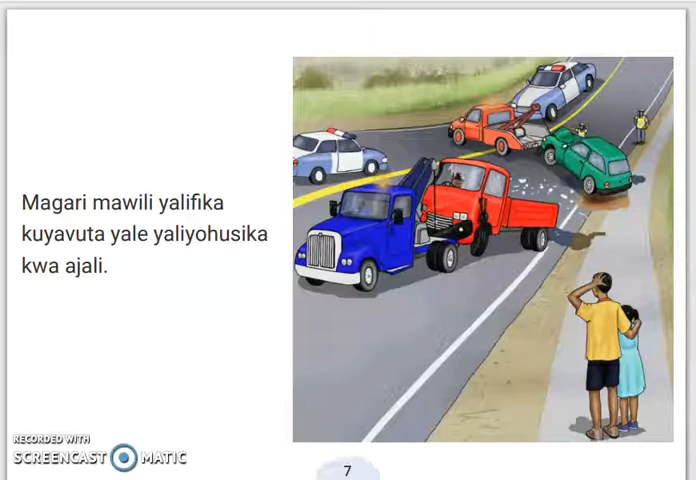 Magari mawili yalifika
kuyavuta yale yaliyohusika
kwa ajali.
RECORDED WITH
SCREENCAST MATIC
7